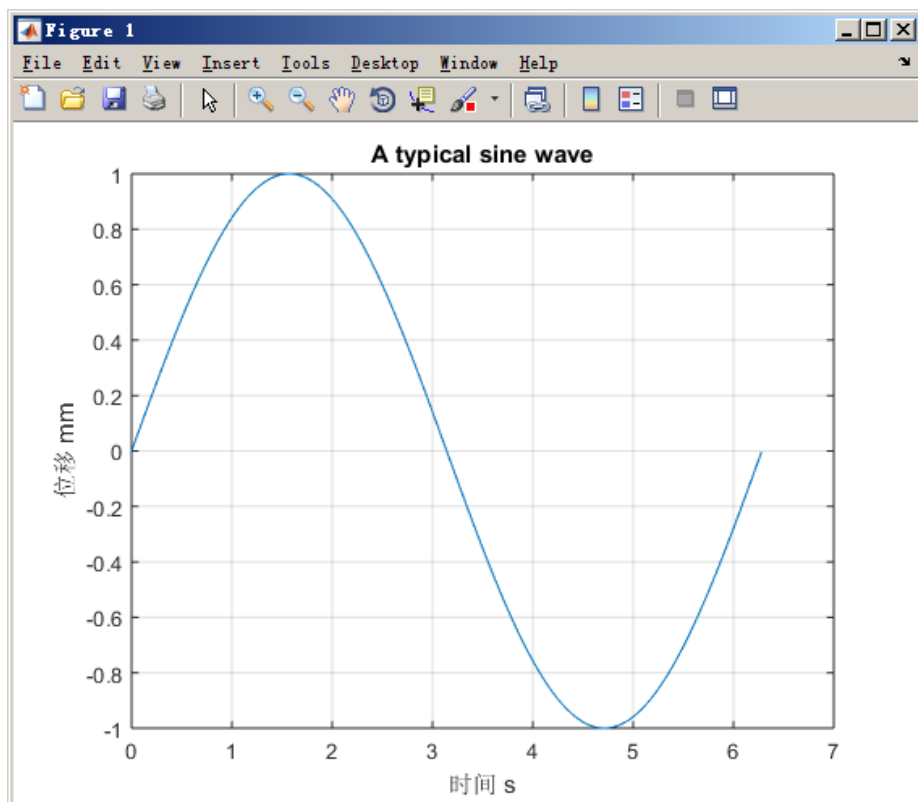 Figure 1
File Edit View Insert Tools Desktop Window Help
A typical sine wave
1
0.8
0.6
0.4
0.2
0
-0.2
-0.4
-0.6
-0.8
-1
位移 mm
0 1 2 3 4 5 6 7
时间 s